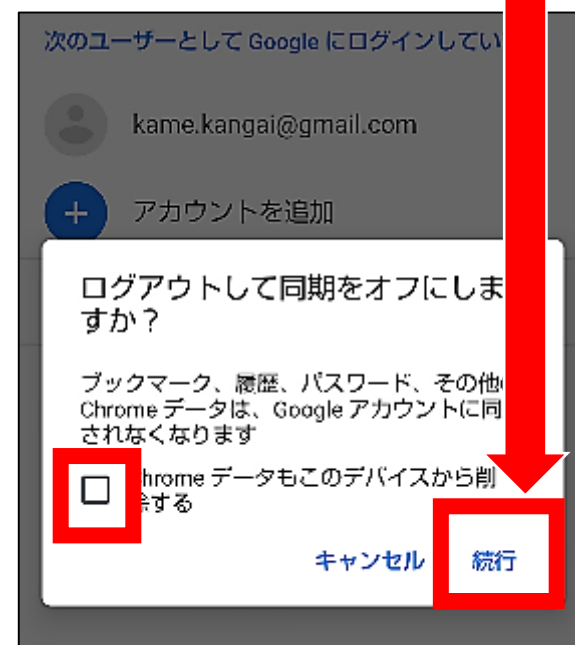 次のユーザーとして Google にログインしてい
kame.kangai@gmail.com
アカウントを追加
ログアウトして同期をオフにしま
すか？
ブックマーク、履歴、パスワード、その他
Chrome データは、Google アカウントに同
されなくなります
hrome データもこのデバイスから削
除する
キャンセル 続行